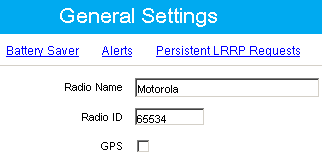 General Settings
Battery Saver Alerts Persistent LRRP Requests
Radio Name Motorola
Radio ID 65534
GPS